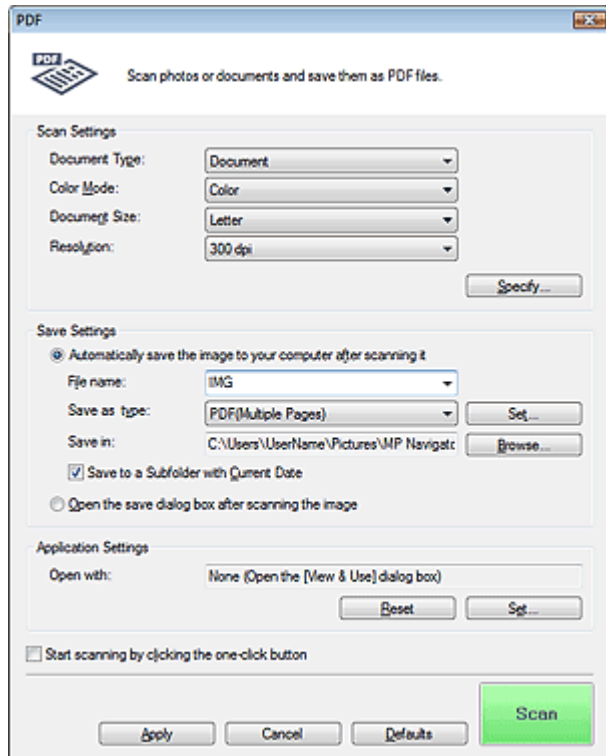 PDF
PDF
Scan photos or documents and save them as PDF files.
Scan Settings
Document Type: Document
Color Mode: Color
Document Size: Letter
Resolution: 300 dpi
Specify...
Save Settings
Automatically save the image to your computer after scanning it
File name: IMG
Save as type: PDF(Multiple Pages) Set...
Save in: C:\Users\UserName\Pictures\MP Navigato Browse...
Save to a Subfolder with Current Date
Open the save dialog box after scanning the image
Application Settings
Open with: None (Open the [View & Use] dialog box)
Reset Set...
Start scanning by clicking the one-click button
Scan
Apply Cancel Defaults